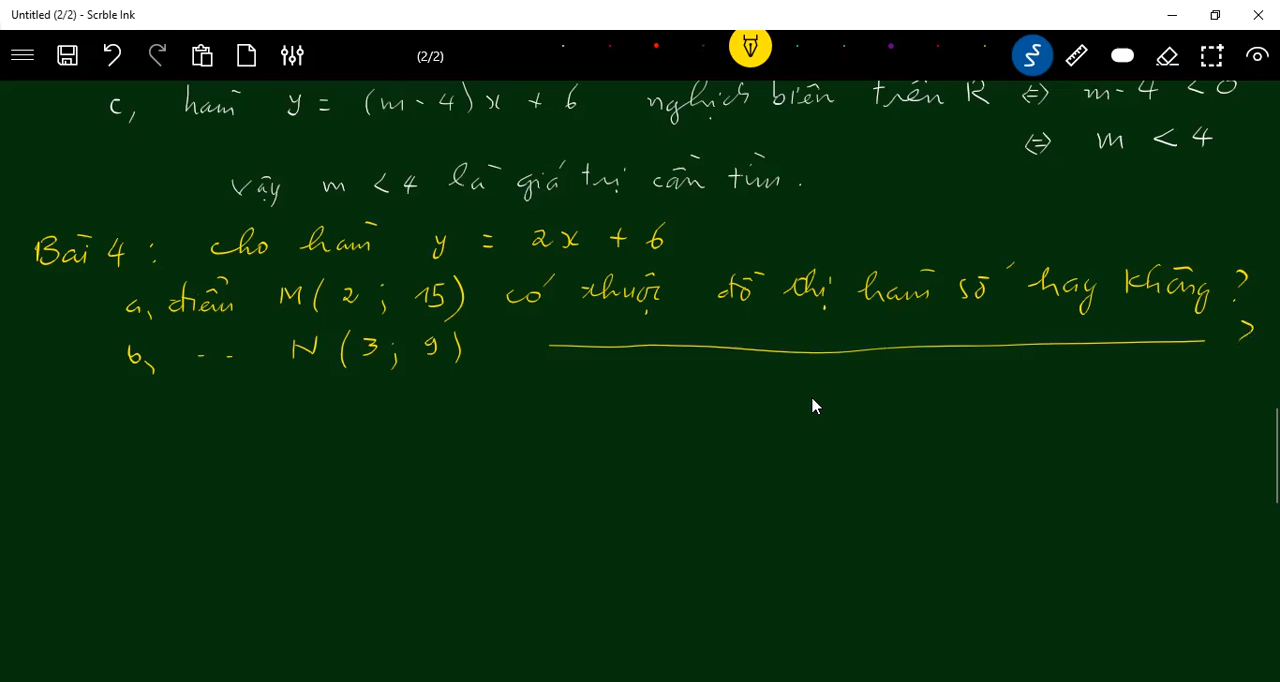 Untitled (2/2) - Scrble Ink
(2/2)
c, hàm y = (m - 4) x + 6 nghịch biến trên R <=> m - 4 < 0
<=> m < 4
Vậy m < 4 là giá trị cần tìm.
Bài 4 : cho hàm y = 2x + 6
a, điểm M( 2 ; 15) có thuộc đồ thị hàm số hay không ?
b, .. N ( 3 ; 9 ) ?